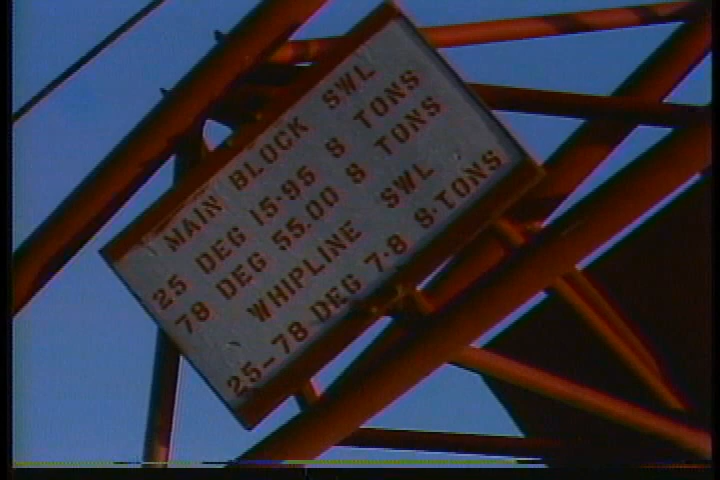 MAIN BLOCK SWL
25 DEG 15·95 S TONS
78 DEG 55.00 S TONS
WHIPLINE SWL
25-78 DEG 7·8 S·TONS